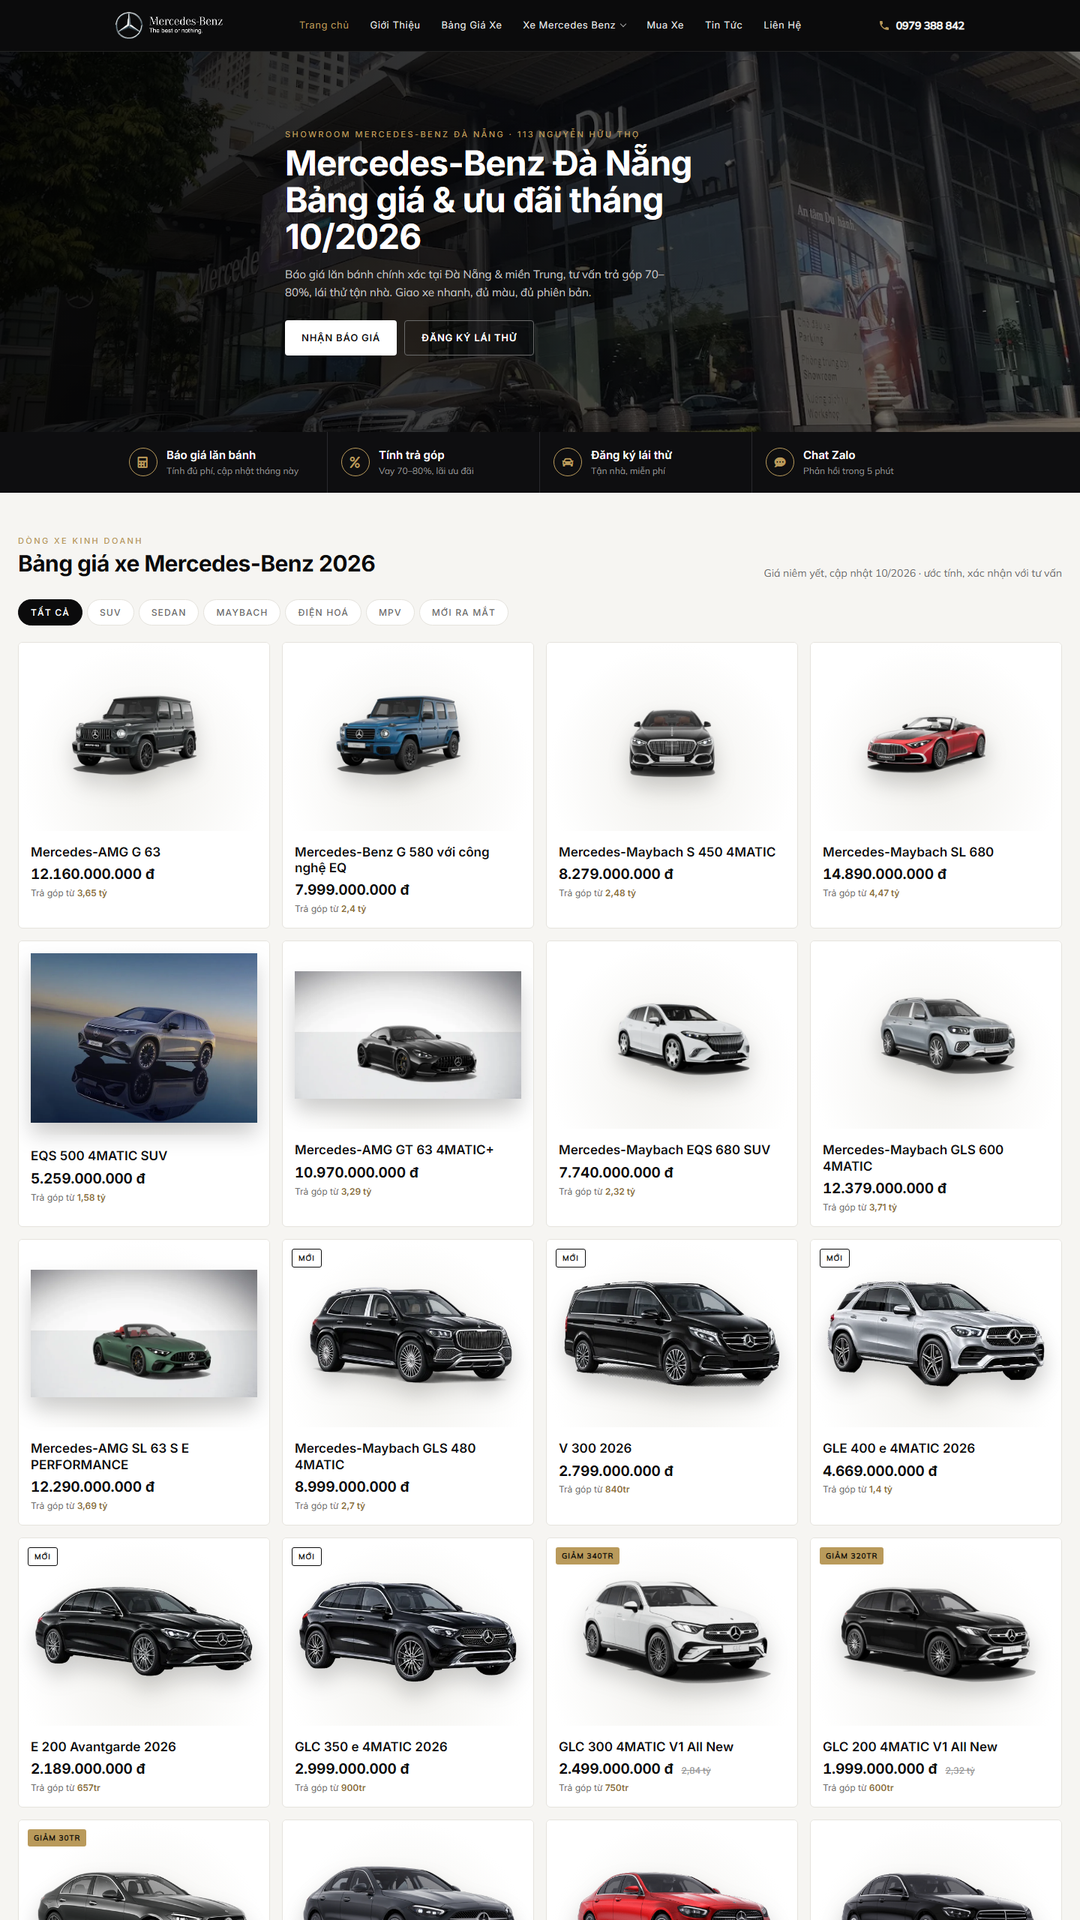 Mercedes-Benz
The best or nothing.
Trang chủ
Giới Thiệu
Bảng Giá Xe
Xe Mercedes Benz
Mua Xe
Tin Tức
Liên Hệ
0979 388 842
SHOWROOM MERCEDES-BENZ ĐÀ NẴNG · 113 NGUYỄN HỮU THỌ
Mercedes-Benz Đà Nẵng
Bảng giá & ưu đãi tháng
10/2026
Báo giá lăn bánh chính xác tại Đà Nẵng & miền Trung, tư vấn trả góp 70–
80%, lái thử tận nhà. Giao xe nhanh, đủ màu, đủ phiên bản.
NHẬN BÁO GIÁ
ĐĂNG KÝ LÁI THỬ
An tâm Du hành
Parking
Showroom
Workshop
Báo giá lăn bánh
Tính đủ phí, cập nhật tháng này
Tính trả góp
Vay 70–80%, lãi ưu đãi
Đăng ký lái thử
Tận nhà, miễn phí
Chat Zalo
Phản hồi trong 5 phút
DÒNG XE KINH DOANH
Bảng giá xe Mercedes-Benz 2026
Giá niêm yết, cập nhật 10/2026 · ước tính, xác nhận với tư vấn
TẤT CẢ
SUV
SEDAN
MAYBACH
ĐIỆN HOÁ
MPV
MỚI RA MẮT
Mercedes-AMG G 63
12.160.000.000 đ
Trả góp từ 3,65 tỷ
Mercedes-Benz G 580 với công
nghệ EQ
7.999.000.000 đ
Trả góp từ 2,4 tỷ
Mercedes-Maybach S 450 4MATIC
8.279.000.000 đ
Trả góp từ 2,48 tỷ
Mercedes-Maybach SL 680
14.890.000.000 đ
Trả góp từ 4,47 tỷ
EQS 500 4MATIC SUV
5.259.000.000 đ
Trả góp từ 1,58 tỷ
Mercedes-AMG GT 63 4MATIC+
10.970.000.000 đ
Trả góp từ 3,29 tỷ
Mercedes-Maybach EQS 680 SUV
7.740.000.000 đ
Trả góp từ 2,32 tỷ
Mercedes-Maybach GLS 600
4MATIC
12.379.000.000 đ
Trả góp từ 3,71 tỷ
Mercedes-AMG SL 63 S E
PERFORMANCE
12.290.000.000 đ
Trả góp từ 3,69 tỷ
MỚI
Mercedes-Maybach GLS 480
4MATIC
8.999.000.000 đ
Trả góp từ 2,7 tỷ
MỚI
V 300 2026
2.799.000.000 đ
Trả góp từ 840tr
MỚI
GLE 400 e 4MATIC 2026
4.669.000.000 đ
Trả góp từ 1,4 tỷ
MỚI
E 200 Avantgarde 2026
2.189.000.000 đ
Trả góp từ 657tr
MỚI
GLC 350 e 4MATIC 2026
2.999.000.000 đ
Trả góp từ 900tr
GIẢM 340TR
GLC 300 4MATIC V1 All New
2.499.000.000 đ 2,84 tỷ
Trả góp từ 750tr
GIẢM 320TR
GLC 200 4MATIC V1 All New
1.999.000.000 đ 2,32 tỷ
Trả góp từ 600tr
GIẢM 30TR